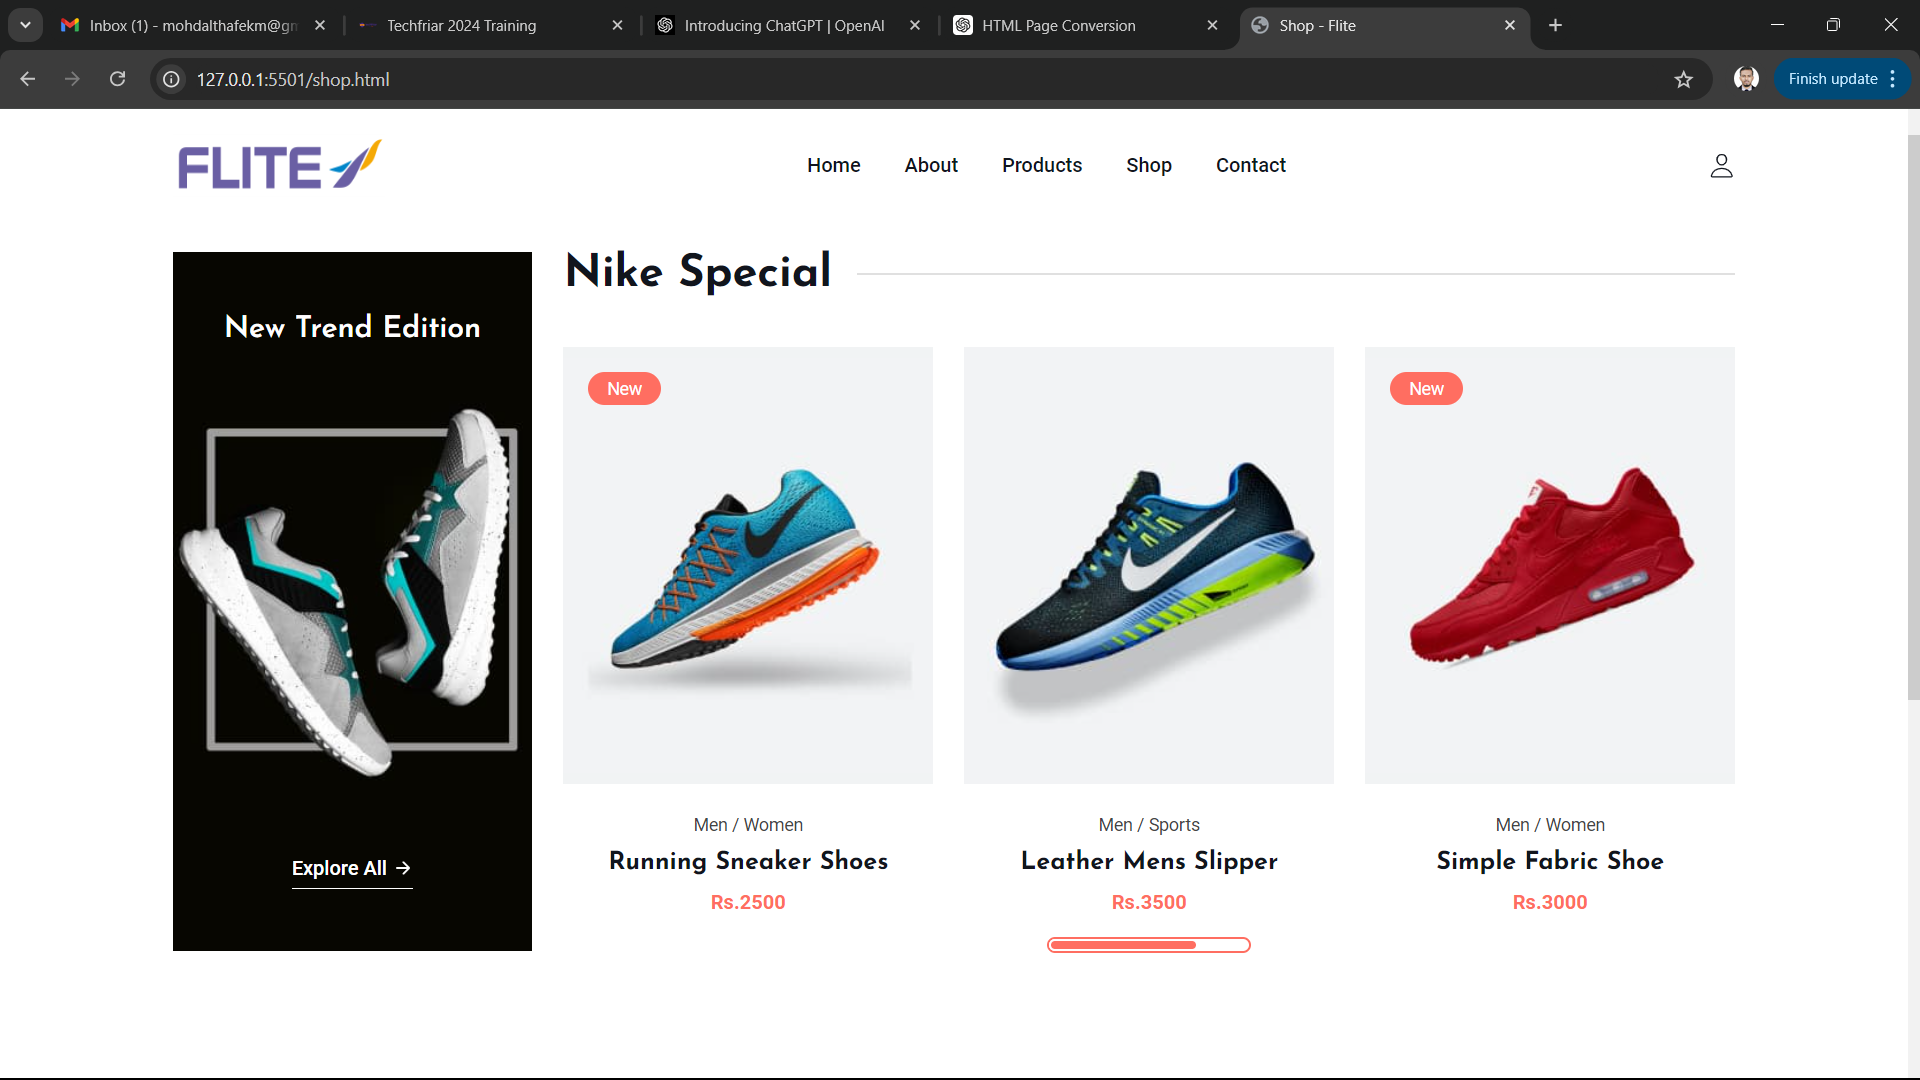 Inbox (1) - mohdalthafekm@gm
Techfriar 2024 Training
Introducing ChatGPT | OpenAI
HTML Page Conversion
Shop - Flite
127.0.0.1:5501/shop.html
Finish update
FLITE
Home
About
Products
Shop
Contact
New Trend Edition
Explore All →
Nike Special
New
New
Men / Women
Running Sneaker Shoes
Rs.2500
Men / Sports
Leather Mens Slipper
Rs.3500
Men / Women
Simple Fabric Shoe
Rs.3000